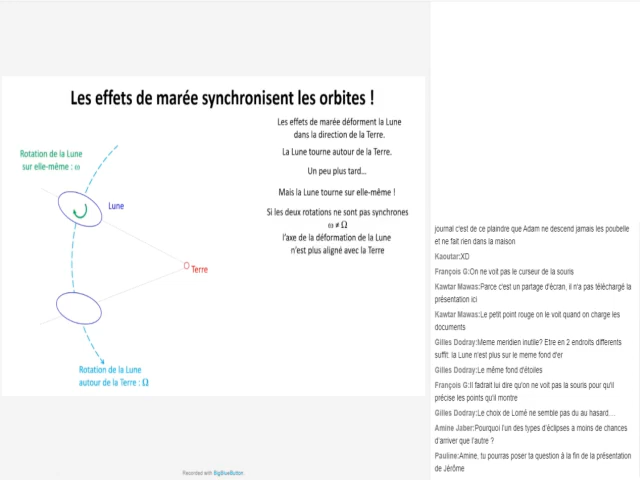 Les effets de marée synchronisent les orbites !
Les effets de marée déforment la Lune
dans la direction de la Terre.
La Lune tourne autour de la Terre.
Un peu plus tard...
Mais la Lune tourne sur elle-même !
Si les deux rotations ne sont pas synchrones
ω ≠ Ω
l'axe de la déformation de la Lune
n'est plus aligné avec la Terre
Rotation de la Lune
sur elle-même : ω
Lune
Terre
Rotation de la Lune
autour de la Terre : Ω
Recorded with BigBlueButton
journal c'est de ce plaindre que Adam ne descend jamais les poubelle
et ne fait rien dans la maison
Kaoutar:XD
François G:On ne voit pas le curseur de la souris
Kawtar Mawas:Parce c'est un partage d'écran, il n'a pas téléchargé la
présentation ici
Kawtar Mawas:Le petit point rouge on le voit quand on charge les
documents
Gilles Dodray:Meme meridien inutile? Etre en 2 endroits differents
suffit: la Lune n'est plus sur le meme fond d'er
Gilles Dodray:Le même fond d'étoiles
François G:Il fadrait lui dire qu'on ne voit pas la souris pour qu'il
précise les points qu'il montre
Gilles Dodray:Le choix de Lomé ne semble pas du au hasard....
Amine Jaber:Pourquoi l'un des types d'éclipses a moins de chances
d'arriver que l'autre ?
Pauline:Amine, tu pourras poser ta question à la fin de la présentation
de Jérôme